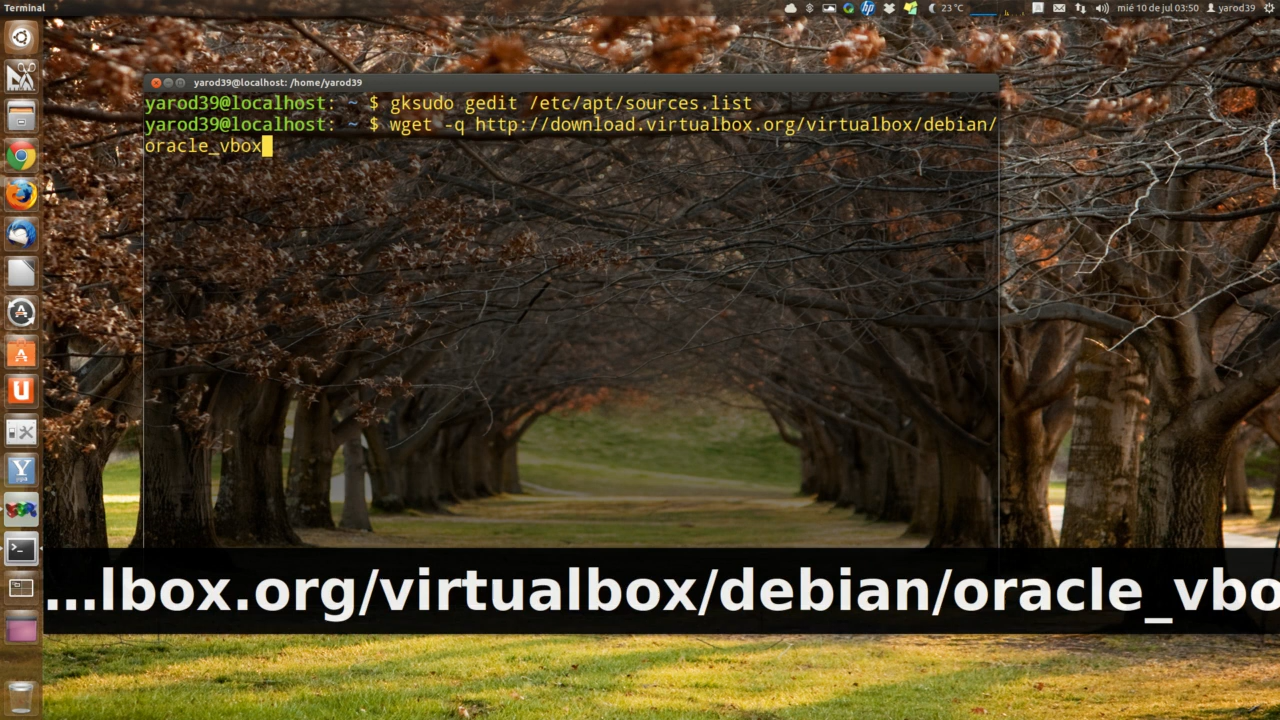 Terminal
23 °C
mié 10 de jul 03:50
yarod39
yarod39@localhost: /home/yarod39
yarod39@localhost: ~ $ gksudo gedit /etc/apt/sources.list
yarod39@localhost: ~ $ wget -q http://download.virtualbox.org/virtualbox/debian/
oracle_vbox
...lbox.org/virtualbox/debian/oracle_vbo